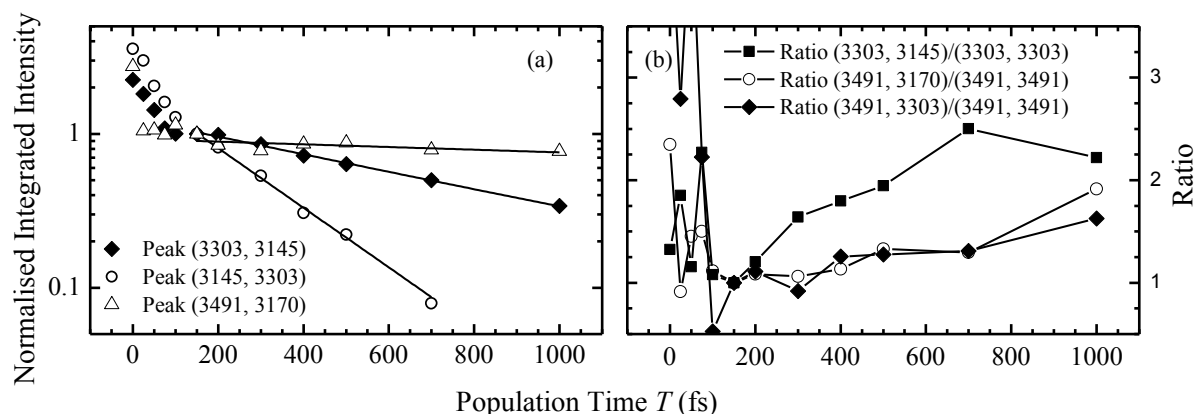 Normalised Integrated Intensity
1
0.1
(a)
Peak (3303, 3145)
Peak (3145, 3303)
Peak (3491, 3170)
0 200 400 600 800 1000
(b)
Ratio (3303, 3145)/(3303, 3303)
Ratio (3491, 3170)/(3491, 3491)
Ratio (3491, 3303)/(3491, 3491)
3
2
1
Ratio
0 200 400 600 800 1000
Population Time T (fs)